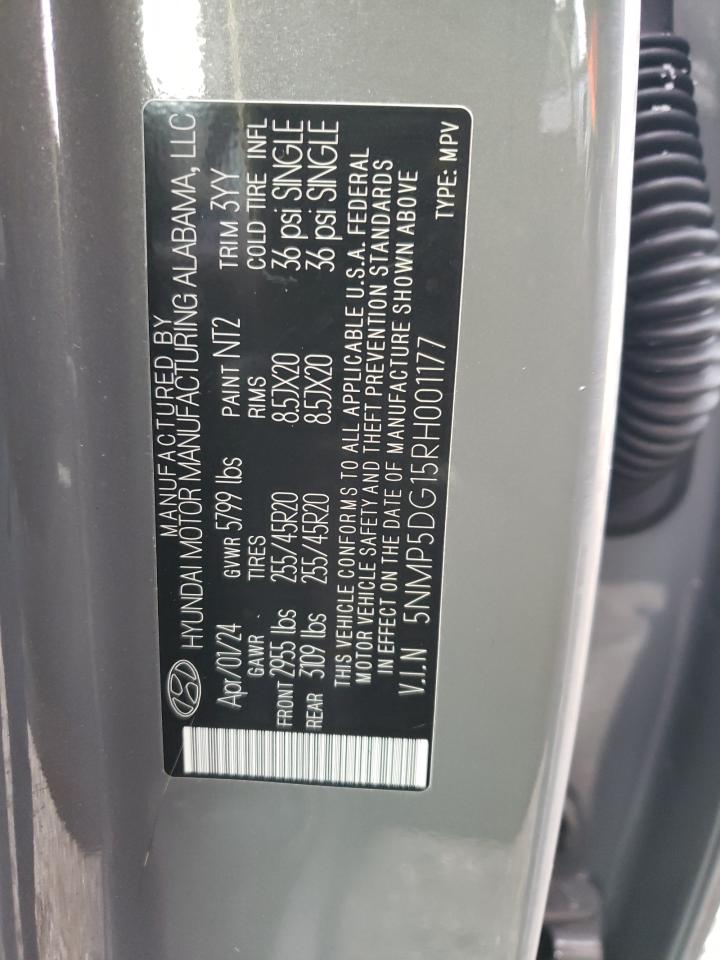 MANUFACTURED BY
HYUNDAI MOTOR MANUFACTURING ALABAMA, LLC
Apr/01/24 GVWR 5799 lbs PAINT NT2 TRIM 3YY
GAWR TIRES RIMS COLD TIRE INFL
FRONT 2955 lbs 255/45R20 8.5JX20 36 psi SINGLE
REAR 3109 lbs 255/45R20 8.5JX20 36 psi SINGLE
THIS VEHICLE CONFORMS TO ALL APPLICABLE U.S.A. FEDERAL
MOTOR VEHICLE SAFETY AND THEFT PREVENTION STANDARDS
IN EFFECT ON THE DATE OF MANUFACTURE SHOWN ABOVE
V.I.N 5NMP5DG15RH001177
TYPE: MPV